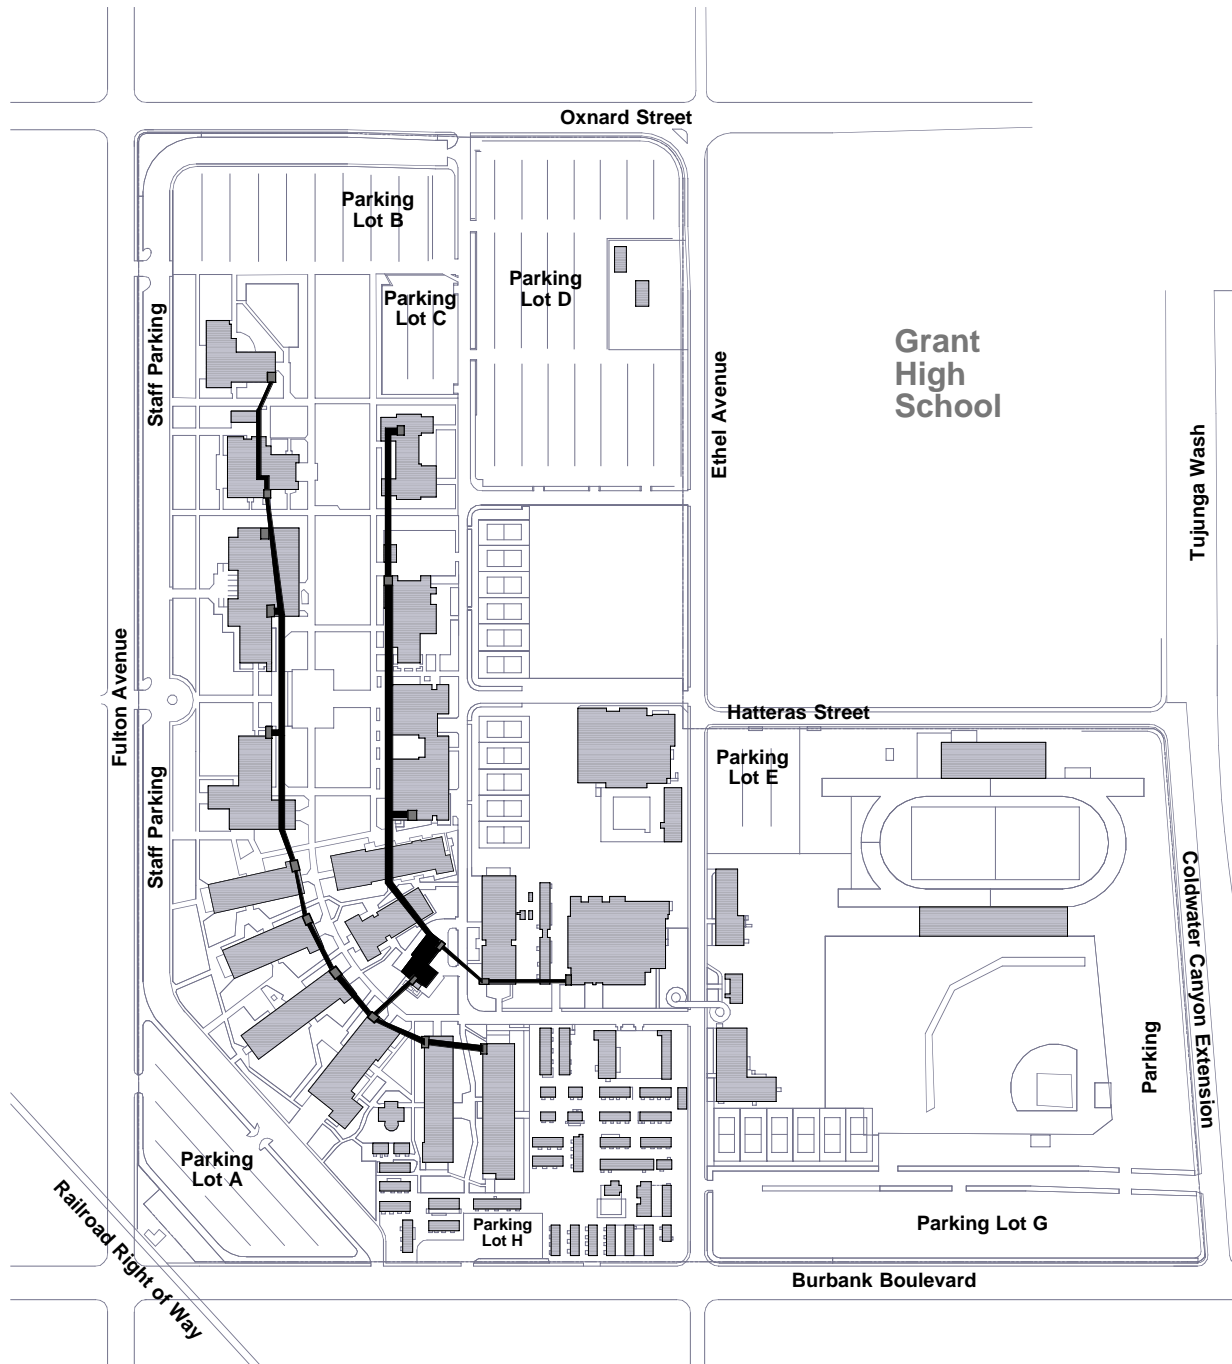 Oxnard Street
Parking
Lot B
Parking
Lot C
Parking
Lot D
Staff Parking
Grant
High
School
Ethel Avenue
Tujunga Wash
Fulton Avenue
Hatteras Street
Parking
Lot E
Staff Parking
Coldwater Canyon Extension
Parking
Parking
Lot A
Railroad Right of Way
Parking
Lot H
Parking Lot G
Burbank Boulevard